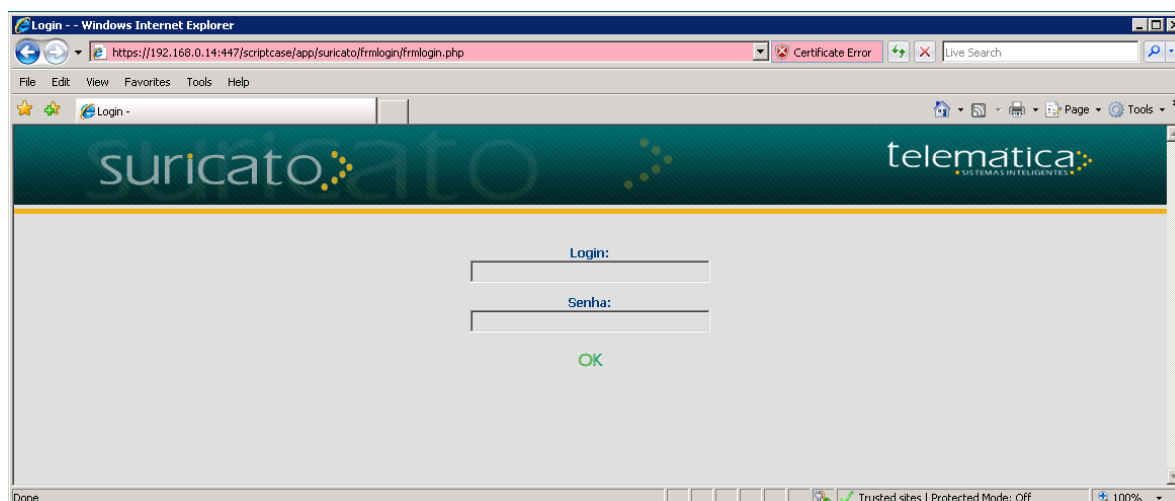 Login - - Windows Internet Explorer
https://192.168.0.14:447/scriptcase/app/suricato/frmlogin/frmlogin.php
Certificate Error
Live Search
File Edit View Favorites Tools Help
Login -
Page Tools
suricato
telemática
SISTEMAS INTELIGENTES
Login:
Senha:
OK
Done
Trusted sites | Protected Mode: Off
100%